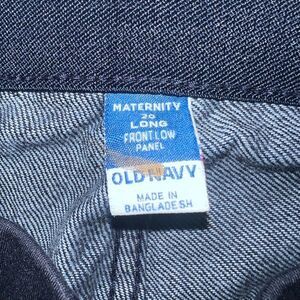 MATERNITY
20
LONG
FRONT LOW
PANEL
OLD NAVY
MADE IN
BANGLADESH